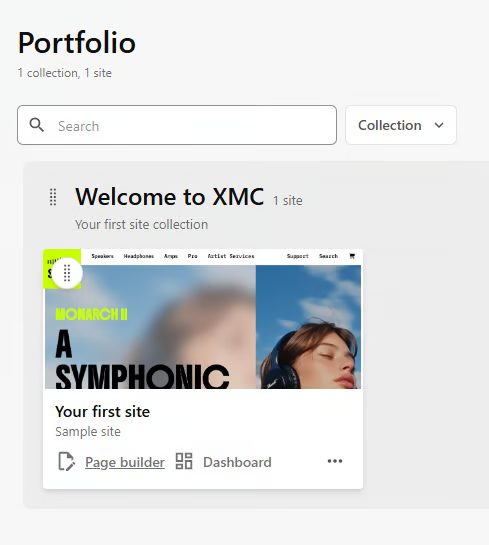 Portfolio
1 collection, 1 site
Search
Collection
Welcome to XMC 1 site
Your first site collection
Speakers Headphones Amps Pro Artist Services Support Search
MONARCH II
A
SYMPHONIC
Your first site
Sample site
Page builder Dashboard